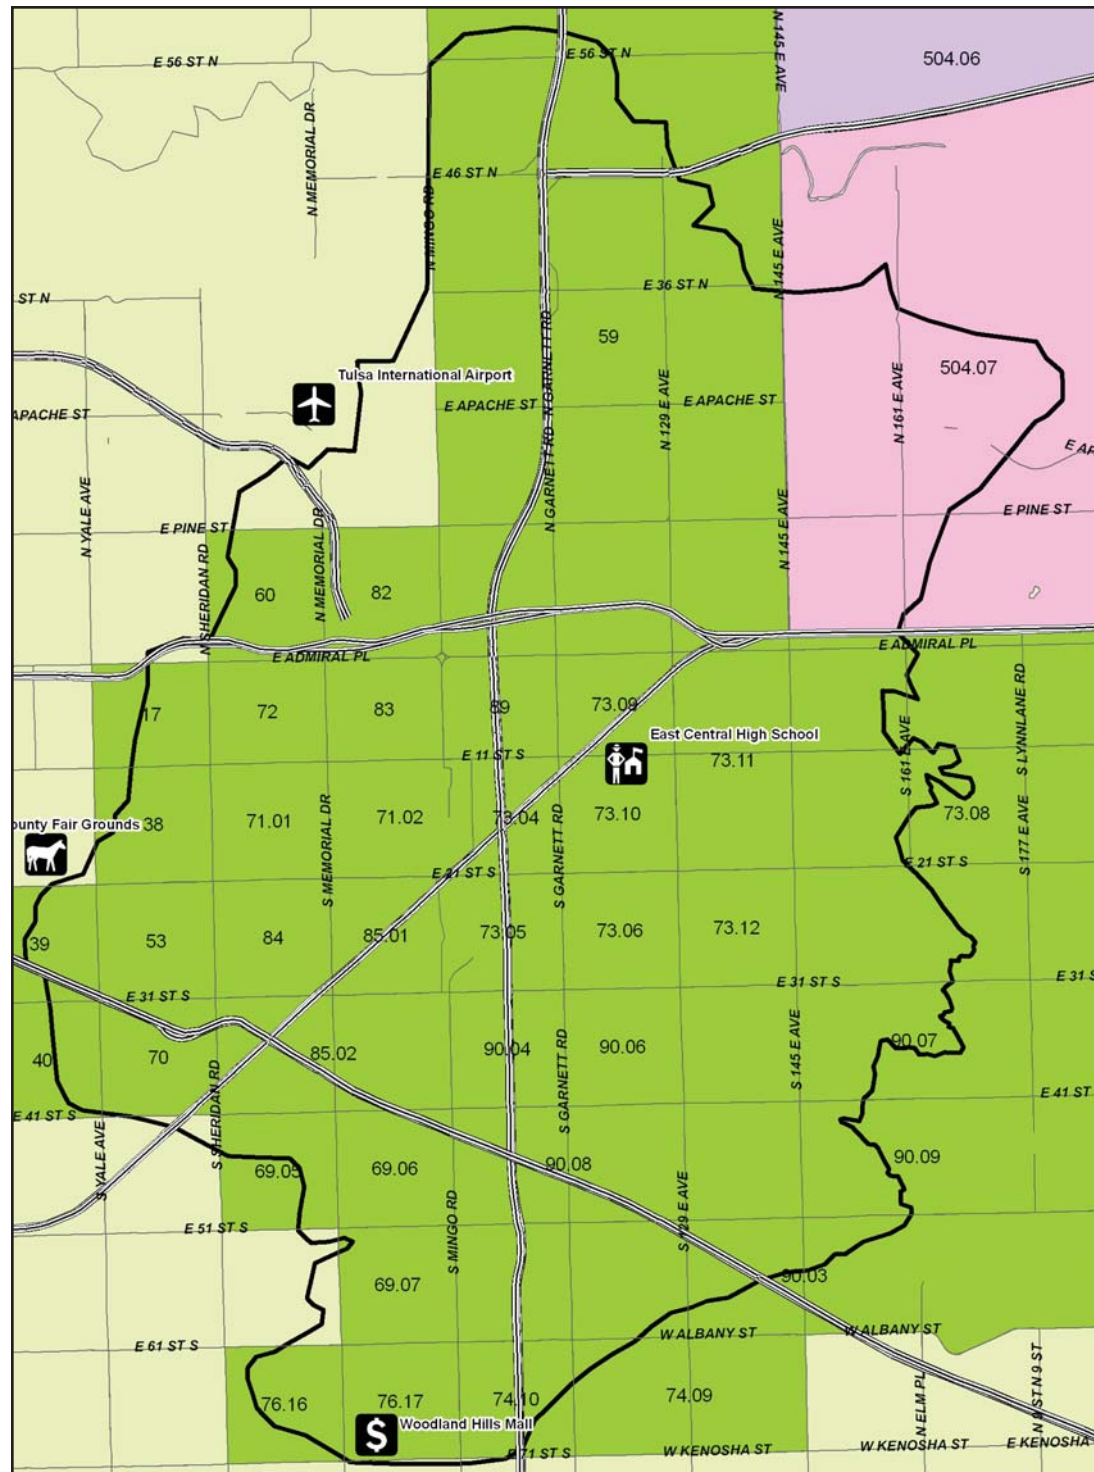 E 56 ST N
E 56 ST N
N 145 E AVE
504.06
N MEMORIAL DR
E 46 ST N
N MINGO RD
N 145 E AVE
ST N
E 36 ST N
59
N GARNETT RD
504.07
Tulsa International Airport
APACHE ST
E APACHE ST
E APACHE ST
N 129 E AVE
N 161 E AVE
N GARNETT RD
N YALE AVE
E PINE ST
N MEMORIAL DR
N 145 E AVE
E PINE ST
N SHERIDAN RD
60
82
E ADMIRAL PL
E ADMIRAL PL
17
72
83
89
73.09
S LYNNLANE RD
East Central High School
E 11 ST S
73.11
S 161 E AVE
38
71.01
S MEMORIAL DR
71.02
73.04
73.10
73.08
ounty Fair Grounds
S GARNETT RD
S 177 E AVE
E 21 ST S
E 21 ST S
39
53
84
85.01
73.05
73.06
73.12
E 31 ST S
E 31 ST S
E 31 S
40
70
S SHERIDAN RD
85.02
90.04
S GARNETT RD
90.06
S 145 E AVE
90.07
E 41 ST S
E 41 ST
S YALE AVE
69.05
69.06
90.08
90.09
E 51 ST S
S MINGO RD
S 129 E AVE
69.07
90.03
E 61 ST S
W ALBANY ST
W ALBANY ST
76.16
76.17
74.10
74.09
N ELM PL
N 9 ST N 9 ST
Woodland Hills Mall
E 71 ST S
W KENOSHA ST
W KENOSHA ST
E KENOSHA